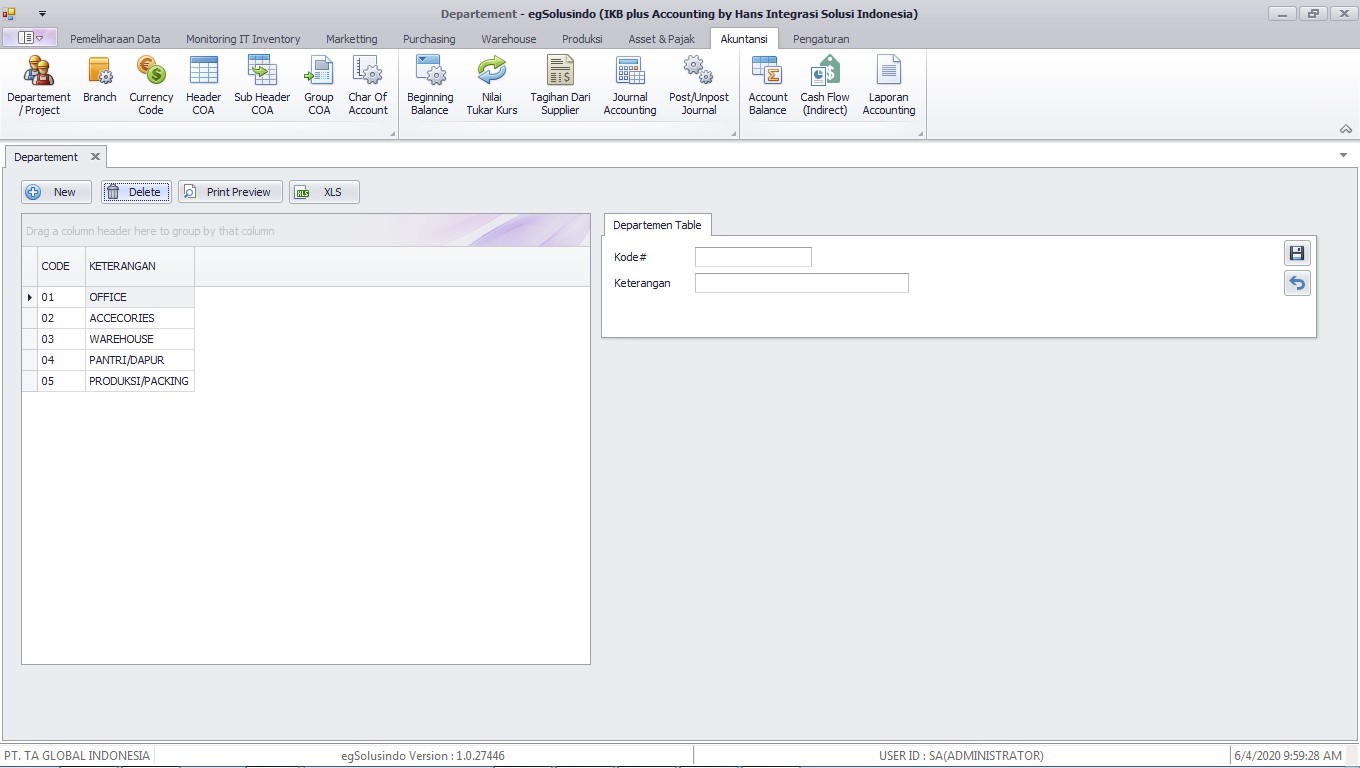 Departement - egSolusindo (IKB plus Accounting by Hans Integrasi Solusi Indonesia)
Pemeliharaan Data Monitoring IT Inventory Marketting Purchasing Warehouse Produksi Asset & Pajak Akuntansi Pengaturan
Departement / Project
Branch
Currency Code
Header COA
Sub Header COA
Group COA
Char Of Account
Beginning Balance
Nilai Tukar Kurs
Tagihan Dari Supplier
Journal Accounting
Post/Unpost Journal
Account Balance
Cash Flow (Indirect)
Laporan Accounting
Departement
New Delete Print Preview XLS XLS
Drag a column header here to group by that column
CODE KETERANGAN
01 OFFICE
02 ACCECORIES
03 WAREHOUSE
04 PANTRI/DAPUR
05 PRODUKSI/PACKING
Departemen Table
Kode#
Keterangan
PT. TA GLOBAL INDONESIA egSolusindo Version : 1.0.27446 USER ID : SA(ADMINISTRATOR) 6/4/2020 9:59:28 AM